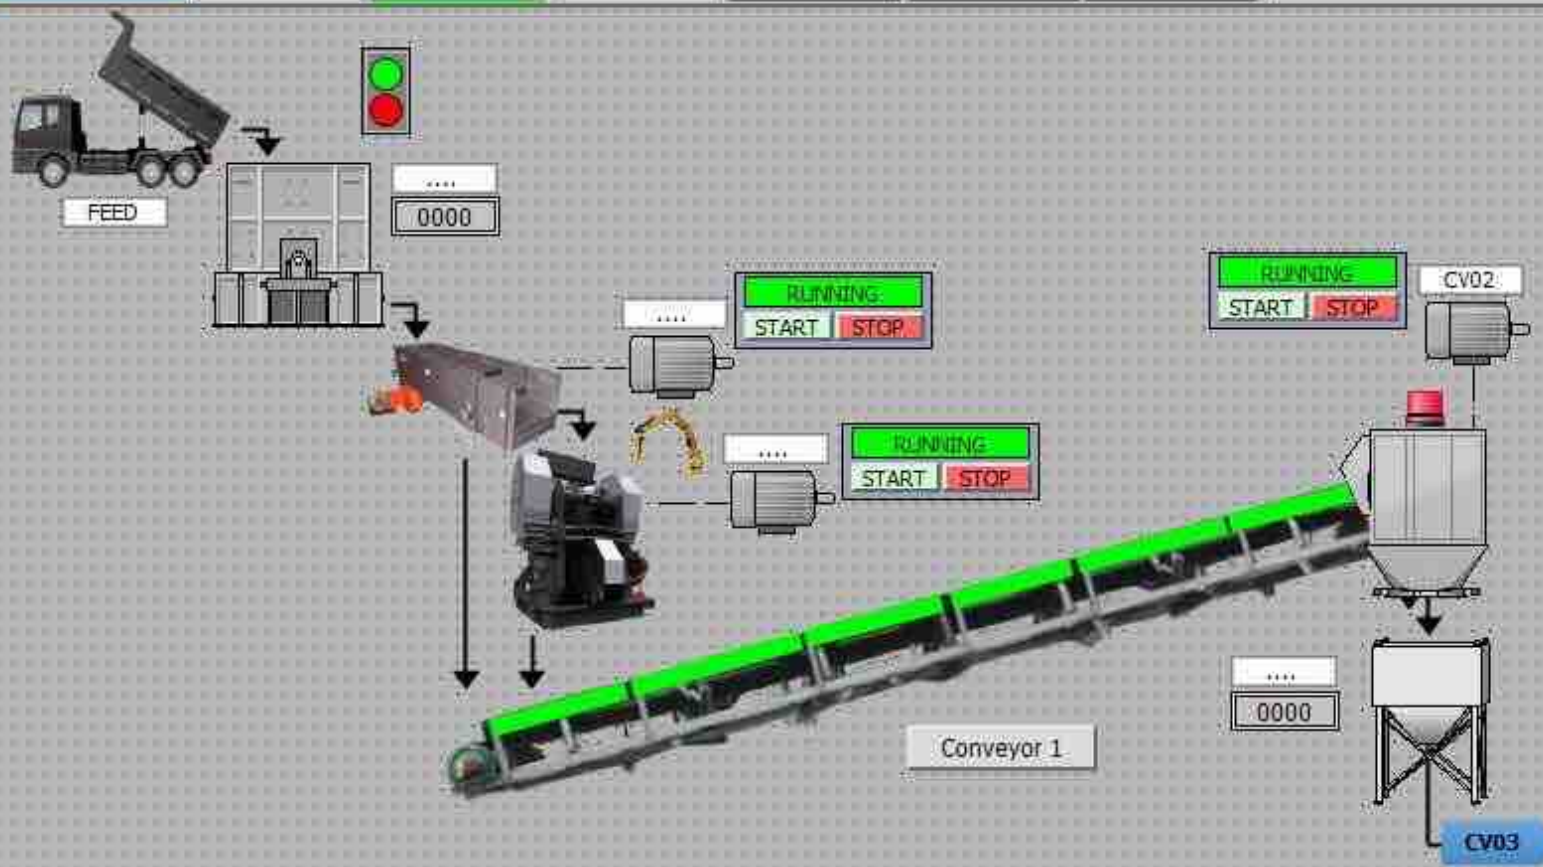 FEED
....
0000
....
RUNNING
START STOP
....
RUNNING
START STOP
RUNNING
START STOP
CV02
....
0000
Conveyor 1
CV03